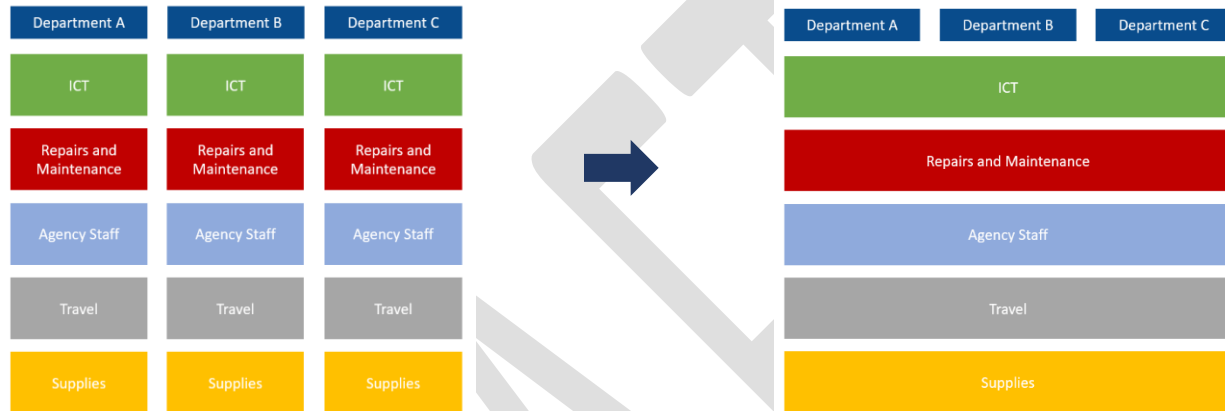 Department A
Department B
Department C
ICT
ICT
ICT
Repairs and
Maintenance
Repairs and
Maintenance
Repairs and
Maintenance
Agency Staff
Agency Staff
Agency Staff
Travel
Travel
Travel
Supplies
Supplies
Supplies
Department A
Department B
Department C
ICT
Repairs and Maintenance
Agency Staff
Travel
Supplies